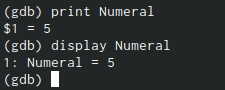 (gdb) print Numeral
$1 = 5
(gdb) display Numeral
1: Numeral = 5
(gdb)